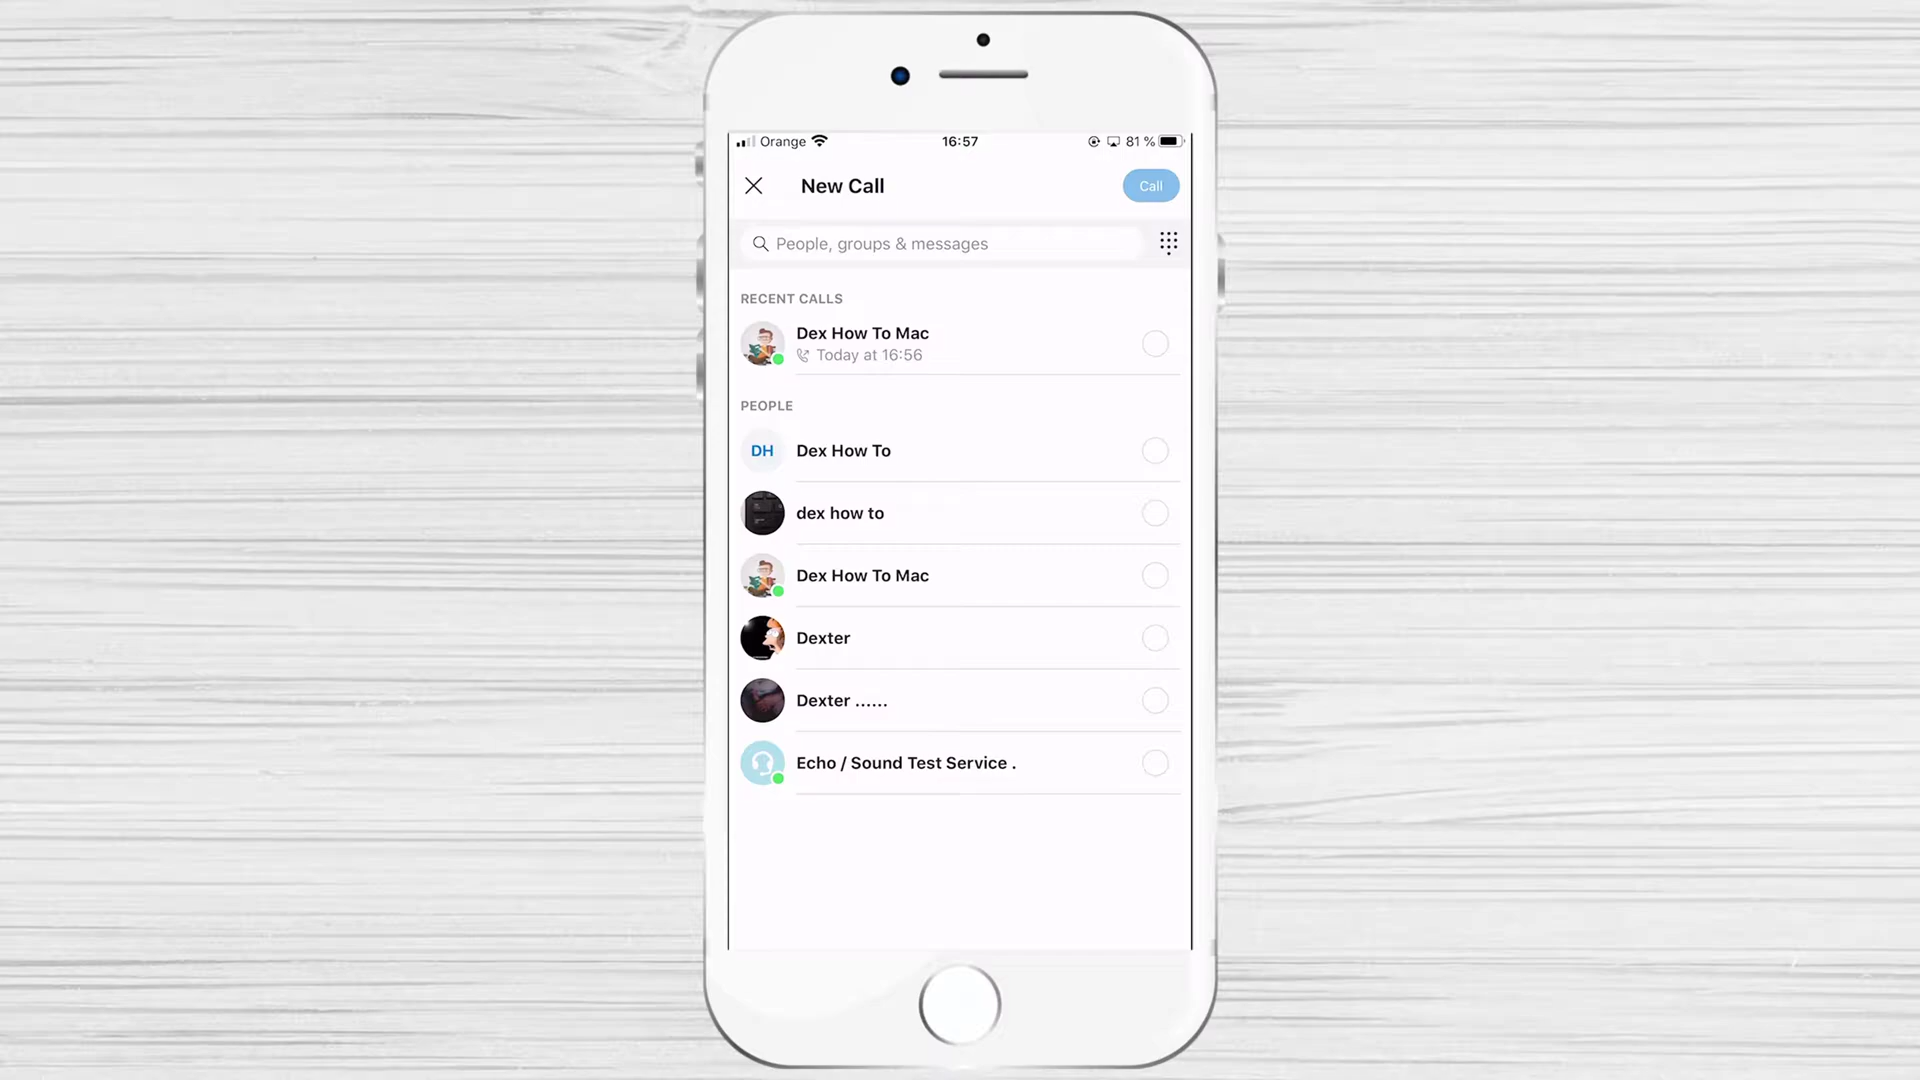 Orange 16:57 81 %
New Call Call
People, groups & messages
RECENT CALLS
Dex How To Mac
Today at 16:56
PEOPLE
DH Dex How To
dex how to
Dex How To Mac
Dexter
Dexter ......
Echo / Sound Test Service .